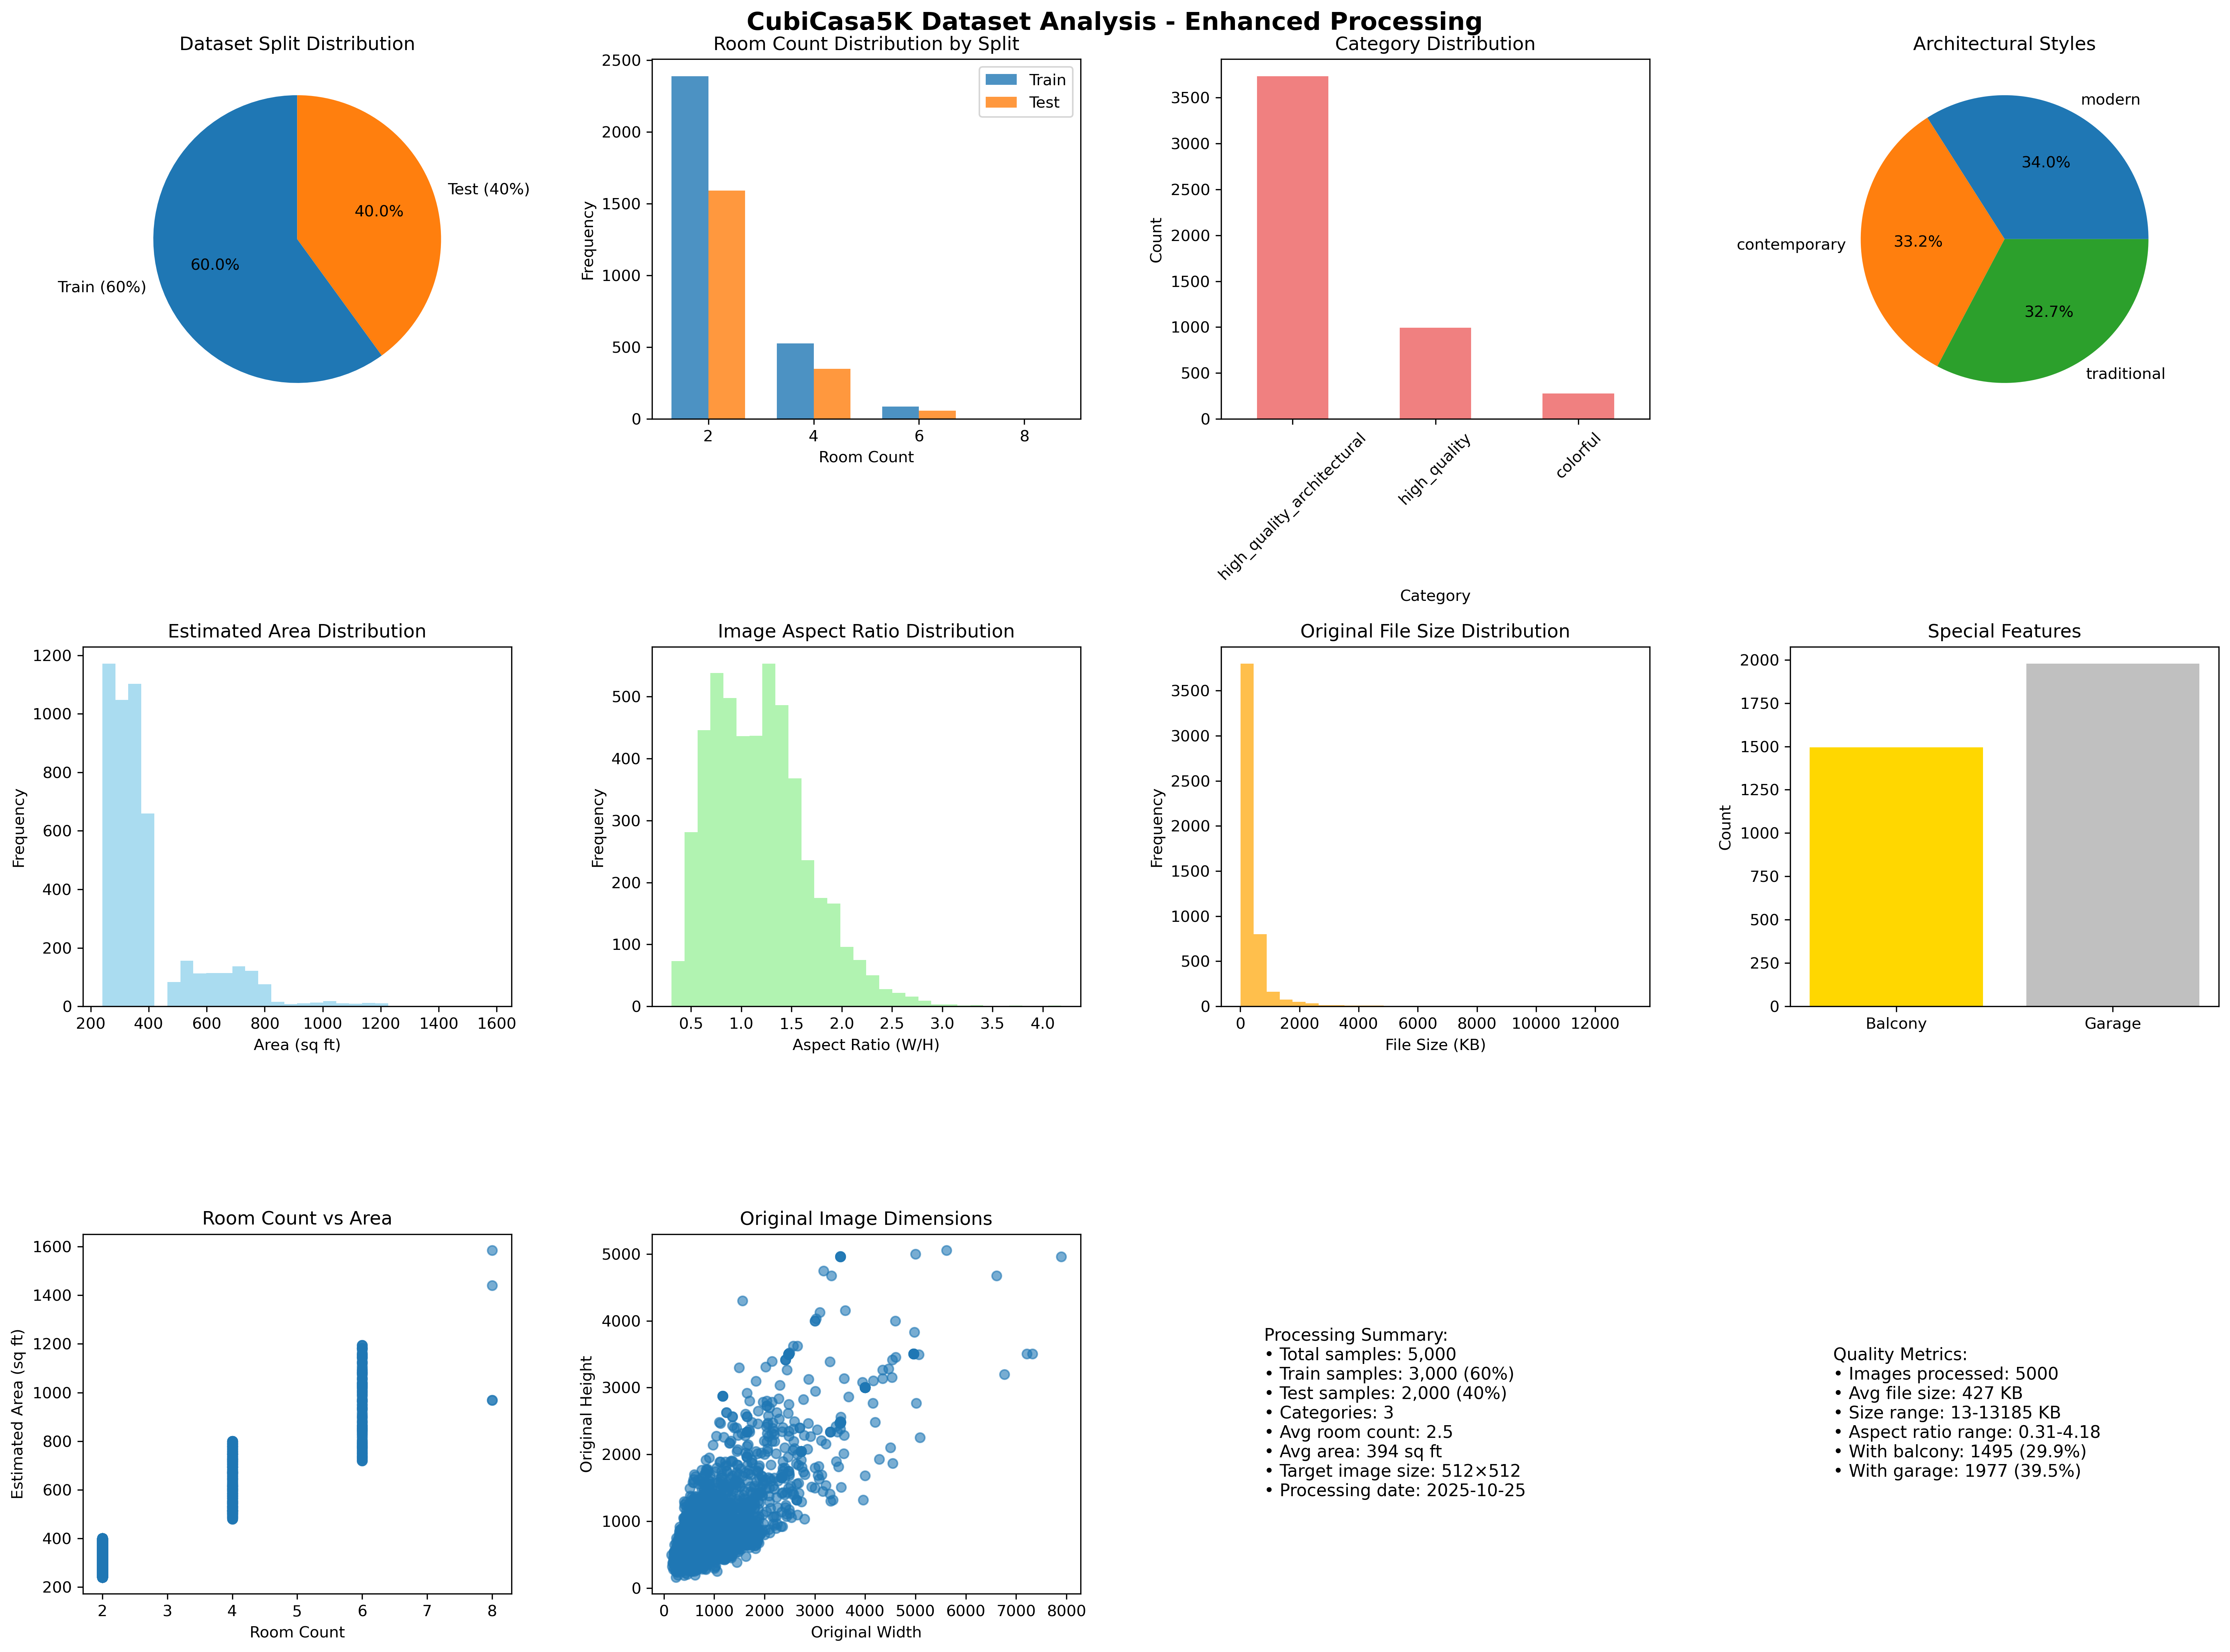 CubiCasa5K Dataset Analysis - Enhanced Processing
Dataset Split Distribution
Test (40%)
40.0%
60.0%
Train (60%)
Room Count Distribution by Split
Train
Test
2500
2000
1500
1000
500
0
Frequency
2 4 6 8
Room Count
Category Distribution
3500
3000
2500
2000
1500
1000
500
0
Count
high_quality_architectural
high_quality
colorful
Category
Architectural Styles
modern
34.0%
contemporary
33.2%
32.7%
traditional
Estimated Area Distribution
1200
1000
800
600
400
200
0
Frequency
200 400 600 800 1000 1200 1400 1600
Area (sq ft)
Image Aspect Ratio Distribution
500
400
300
200
100
0
Frequency
0.5 1.0 1.5 2.0 2.5 3.0 3.5 4.0
Aspect Ratio (W/H)
Original File Size Distribution
3500
3000
2500
2000
1500
1000
500
0
Frequency
0 2000 4000 6000 8000 10000 12000
File Size (KB)
Special Features
2000
1750
1500
1250
1000
750
500
250
0
Count
Balcony Garage
Room Count vs Area
1600
1400
1200
1000
800
600
400
200
Estimated Area (sq ft)
2 3 4 5 6 7 8
Room Count
Original Image Dimensions
5000
4000
3000
2000
1000
0
Original Height
0 1000 2000 3000 4000 5000 6000 7000 8000
Original Width
Processing Summary:
• Total samples: 5,000
• Train samples: 3,000 (60%)
• Test samples: 2,000 (40%)
• Categories: 3
• Avg room count: 2.5
• Avg area: 394 sq ft
• Target image size: 512×512
• Processing date: 2025-10-25
Quality Metrics:
• Images processed: 5000
• Avg file size: 427 KB
• Size range: 13-13185 KB
• Aspect ratio range: 0.31-4.18
• With balcony: 1495 (29.9%)
• With garage: 1977 (39.5%)